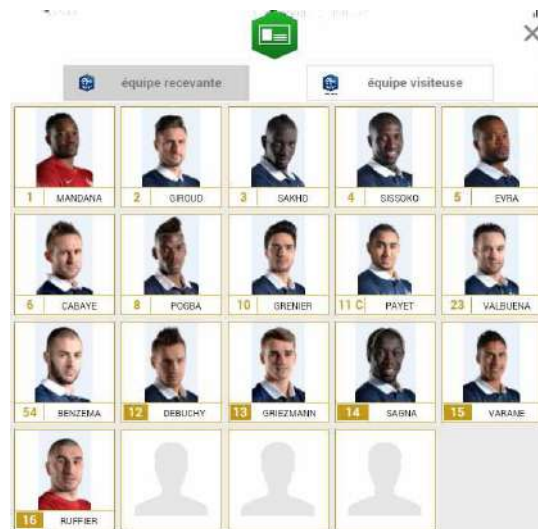 équipe recevante
équipe visiteuse
1 MANDANA
2 GIROUD
3 SAKHO
4 SISSOKO
5 EVRA
6 CABAYE
8 POGBA
10 GRENIER
11 C PAYET
23 VALBUENA
54 BENZEMA
12 DEBUCHY
13 GRIEZMANN
14 SAGNA
15 VARANE
16 RUFFIER